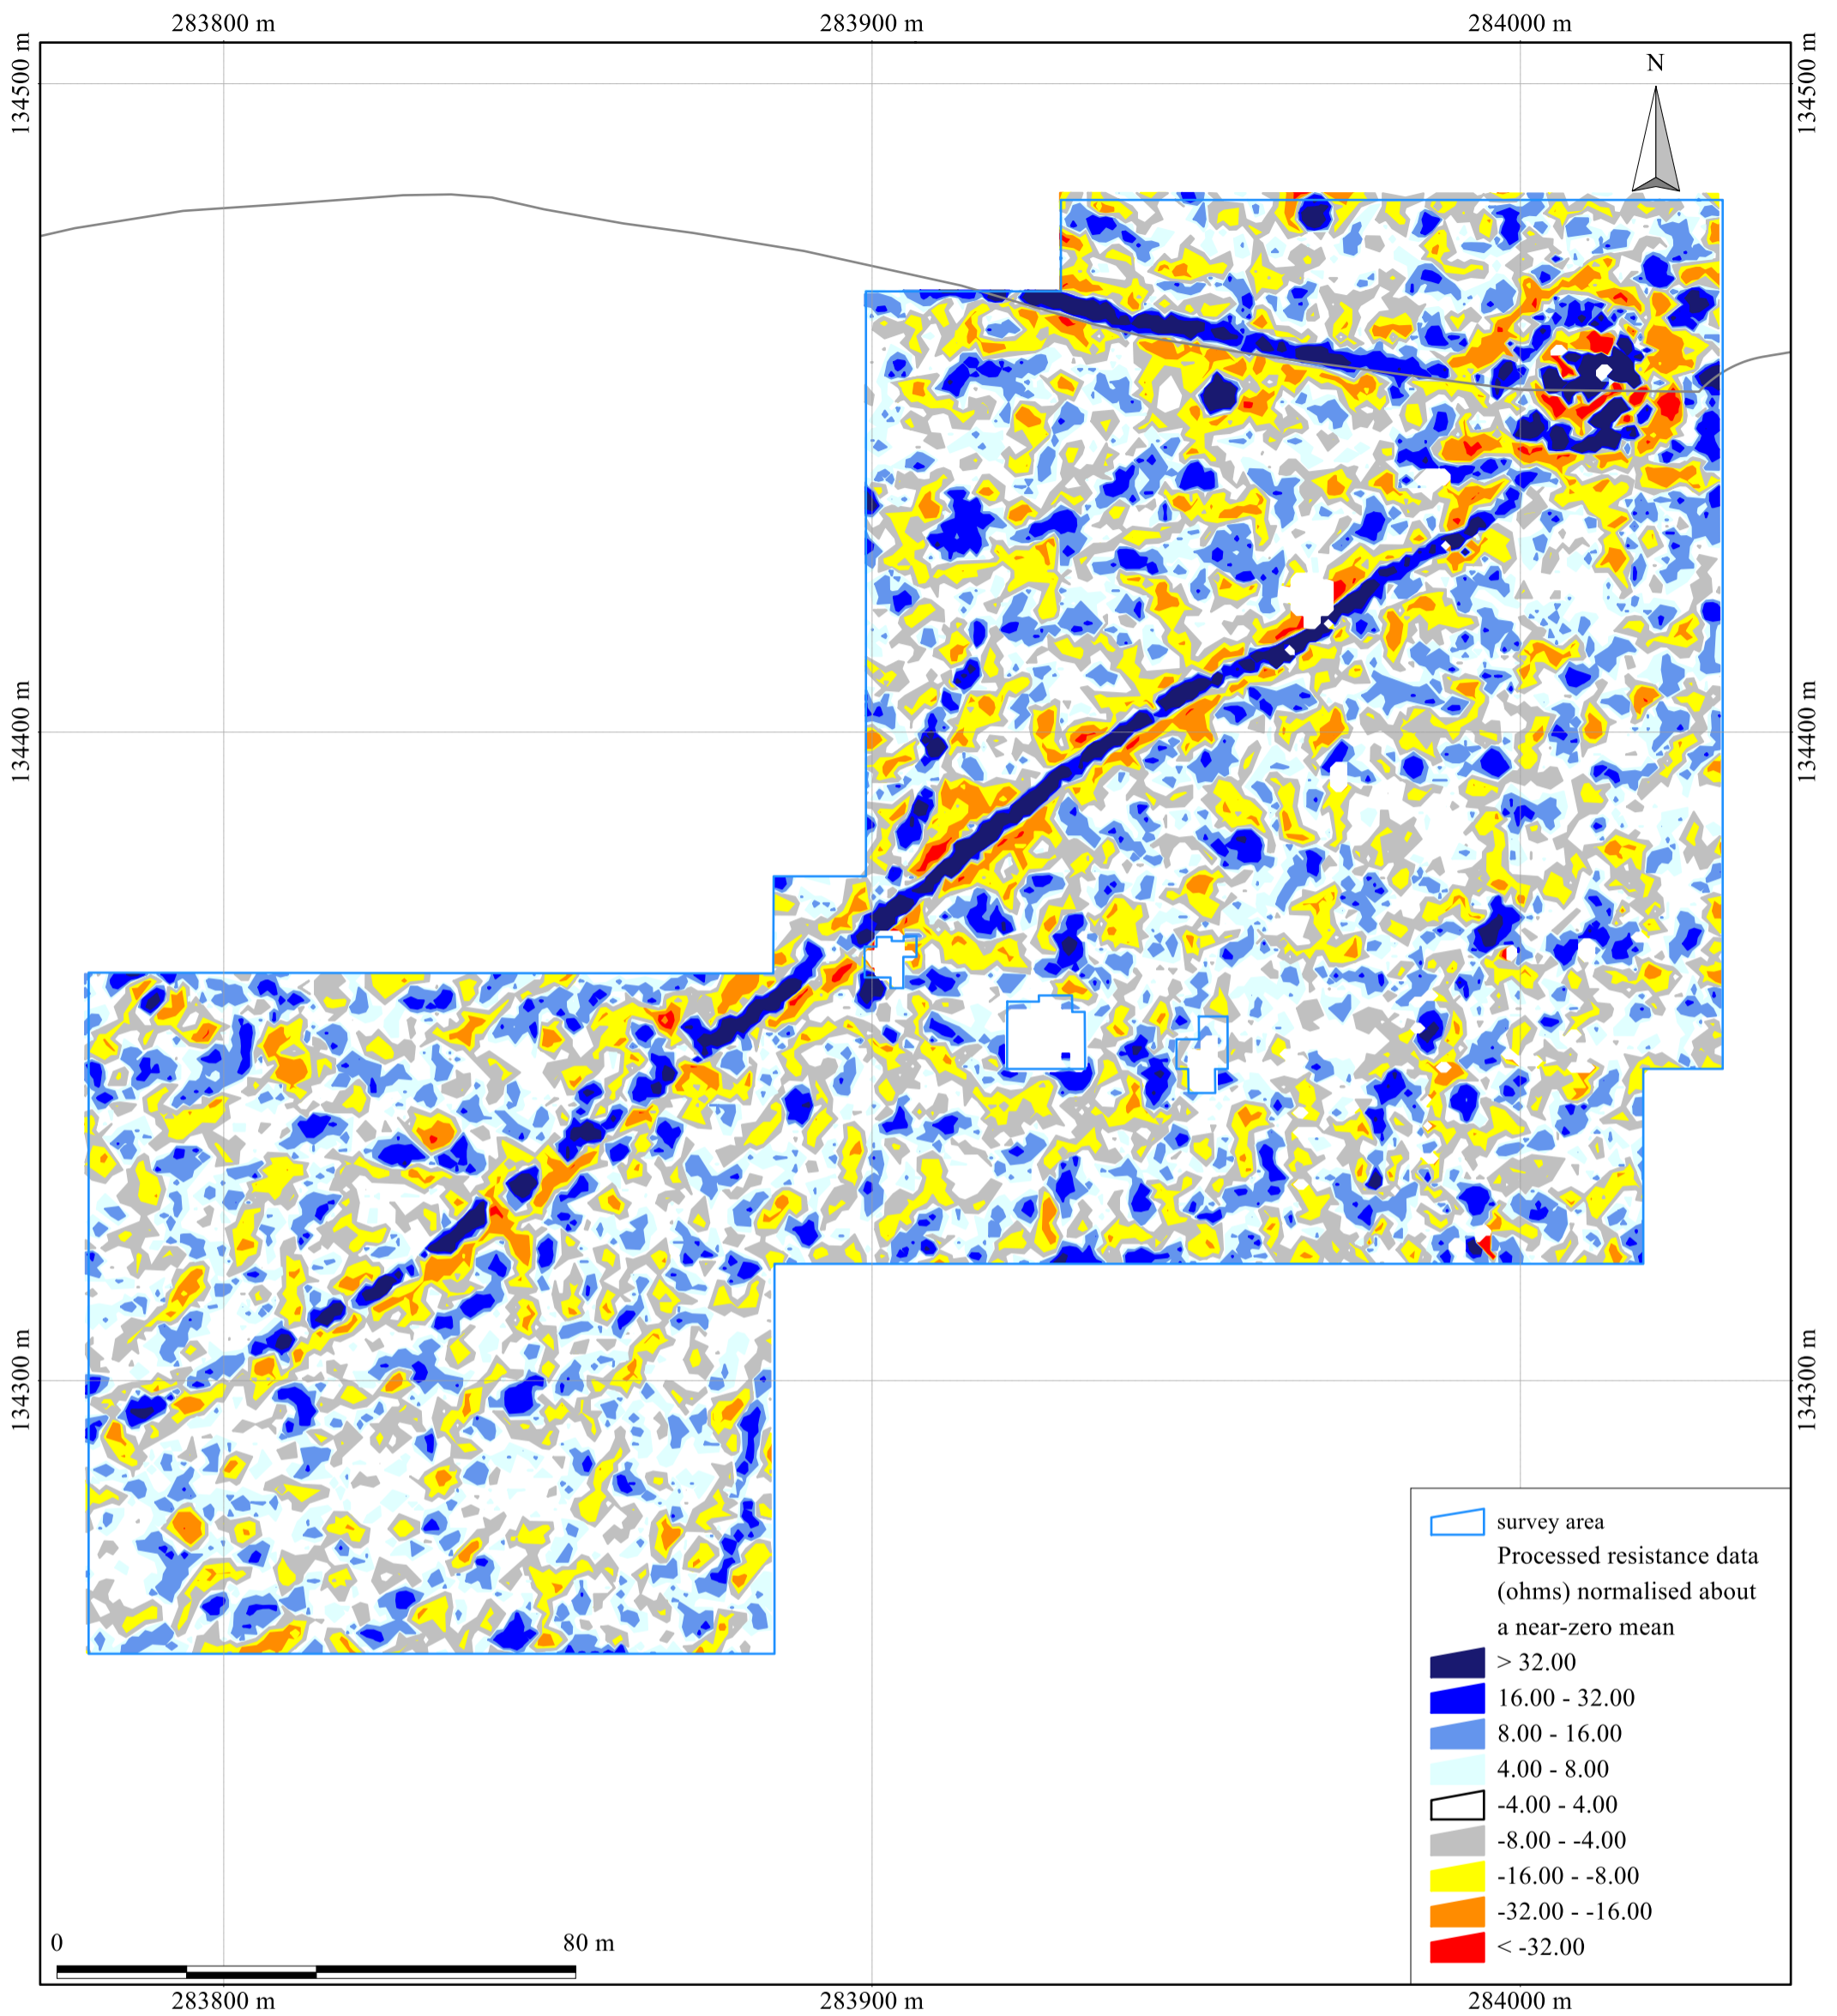 283800 m
283900 m
284000 m
134500 m
134500 m
N
134400 m
134400 m
134300 m
134300 m
survey area
Processed resistance data
(ohms) normalised about
a near-zero mean
> 32.00
16.00 - 32.00
8.00 - 16.00
4.00 - 8.00
-4.00 - 4.00
-8.00 - -4.00
-16.00 - -8.00
-32.00 - -16.00
< -32.00
0
80 m
283800 m
283900 m
284000 m